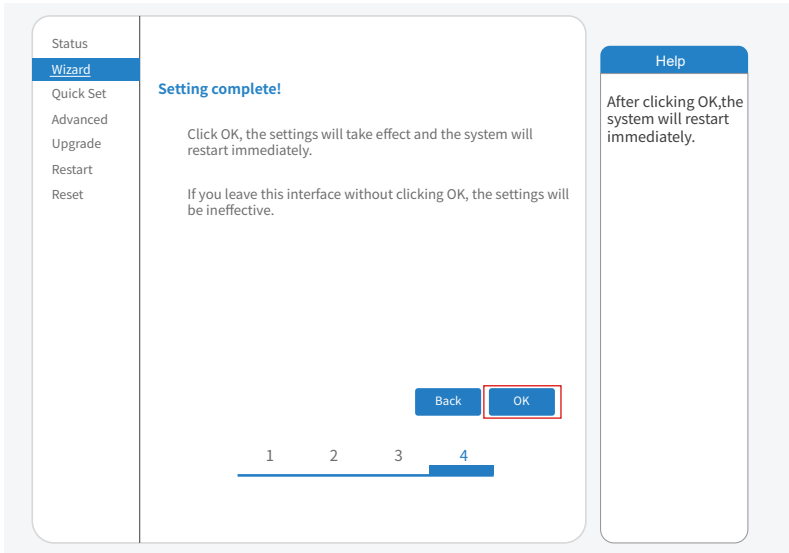 Status
Wizard
Quick Set
Advanced
Upgrade
Restart
Reset
Setting complete!
Click OK, the settings will take effect and the system will
restart immediately.
If you leave this interface without clicking OK, the settings will
be ineffective.
Back
OK
1 2 3 4
Help
After clicking OK,the
system will restart
immediately.